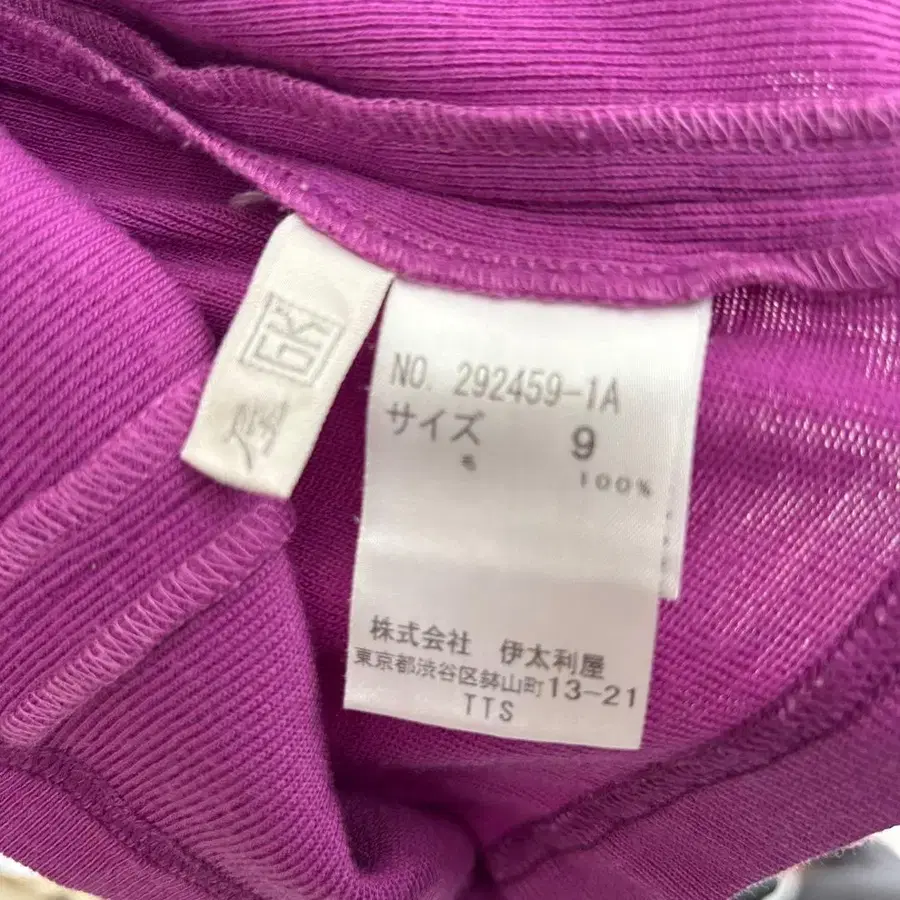 NO. 292459-1A
サイズ 9
毛 100%
株式会社 伊太利屋
東京都渋谷区鉢山町13-21
TTS
GKI